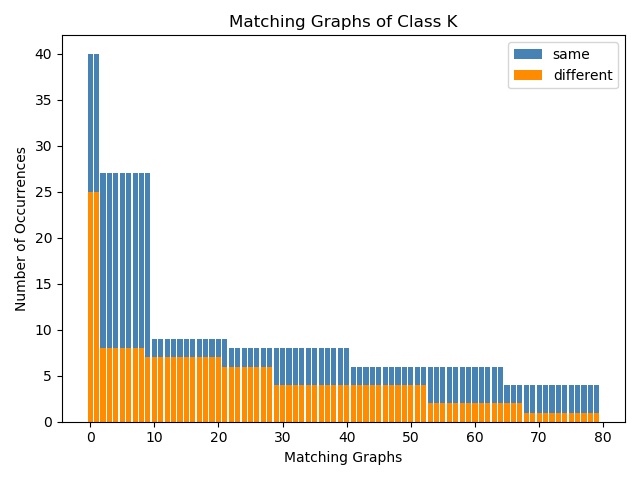 Matching Graphs of Class K
same
different
Number of Occurrences
40
35
30
25
20
15
10
5
0
0 10 20 30 40 50 60 70 80
Matching Graphs